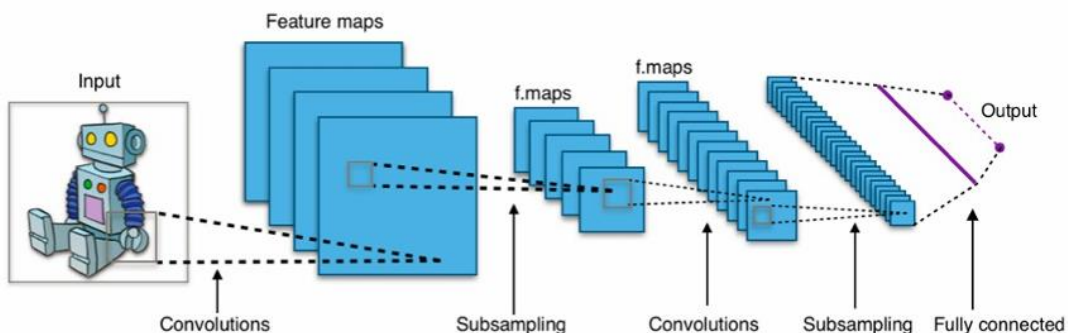 Feature maps
f.maps
Input
f.maps
Output
Convolutions
Subsampling
Convolutions
Subsampling
Fully connected